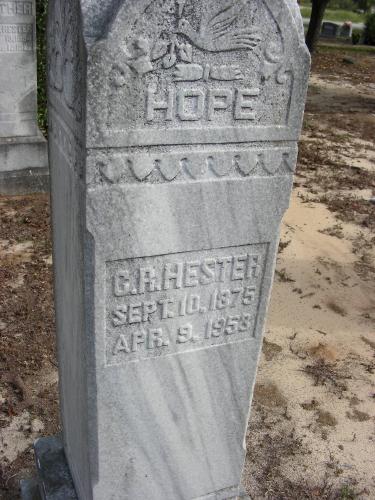 HOPE
C.R.HESTER
SEPT. 10. 1875
APR. 9. 1953